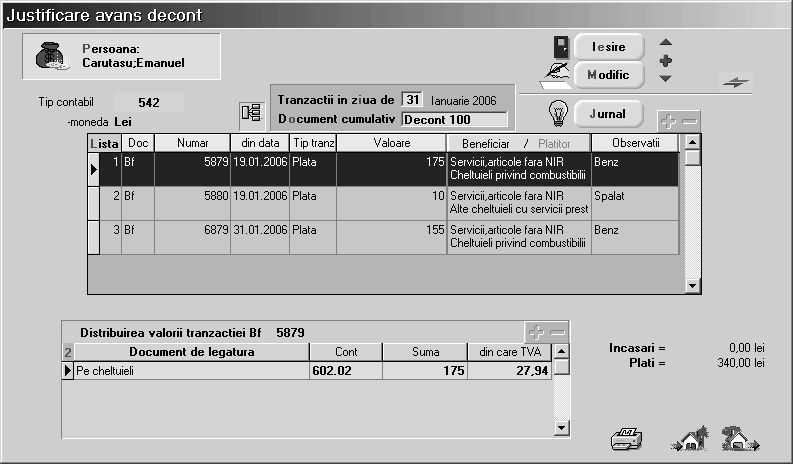 Justificare avans decont
Persoana:
Carutasu;Emanuel
Iesire
Modific
Jurnal
Tip contabil 542
-moneda Lei
Tranzactii in ziua de 31 Ianuarie 2006
Document cumulativ Decont 100
Lista Doc Numar din data Tip tranz Valoare Beneficiar / Platitor Observatii
1 Bf 5879 19.01.2006 Plata 175 Servicii,articole fara NIR Benz
Cheltuieli privind combustibilii
2 Bf 5880 19.01.2006 Plata 10 Servicii,articole fara NIR Spalat
Alte cheltuieli cu servicii prest
3 Bf 6879 31.01.2006 Plata 155 Servicii,articole fara NIR Benz
Cheltuieli privind combustibilii
Distribuirea valorii tranzactiei Bf 5879
2 Document de legatura Cont Suma din care TVA
Pe cheltuieli 602.02 175 27,94
Incasari = 0,00 lei
Plati = 340,00 lei